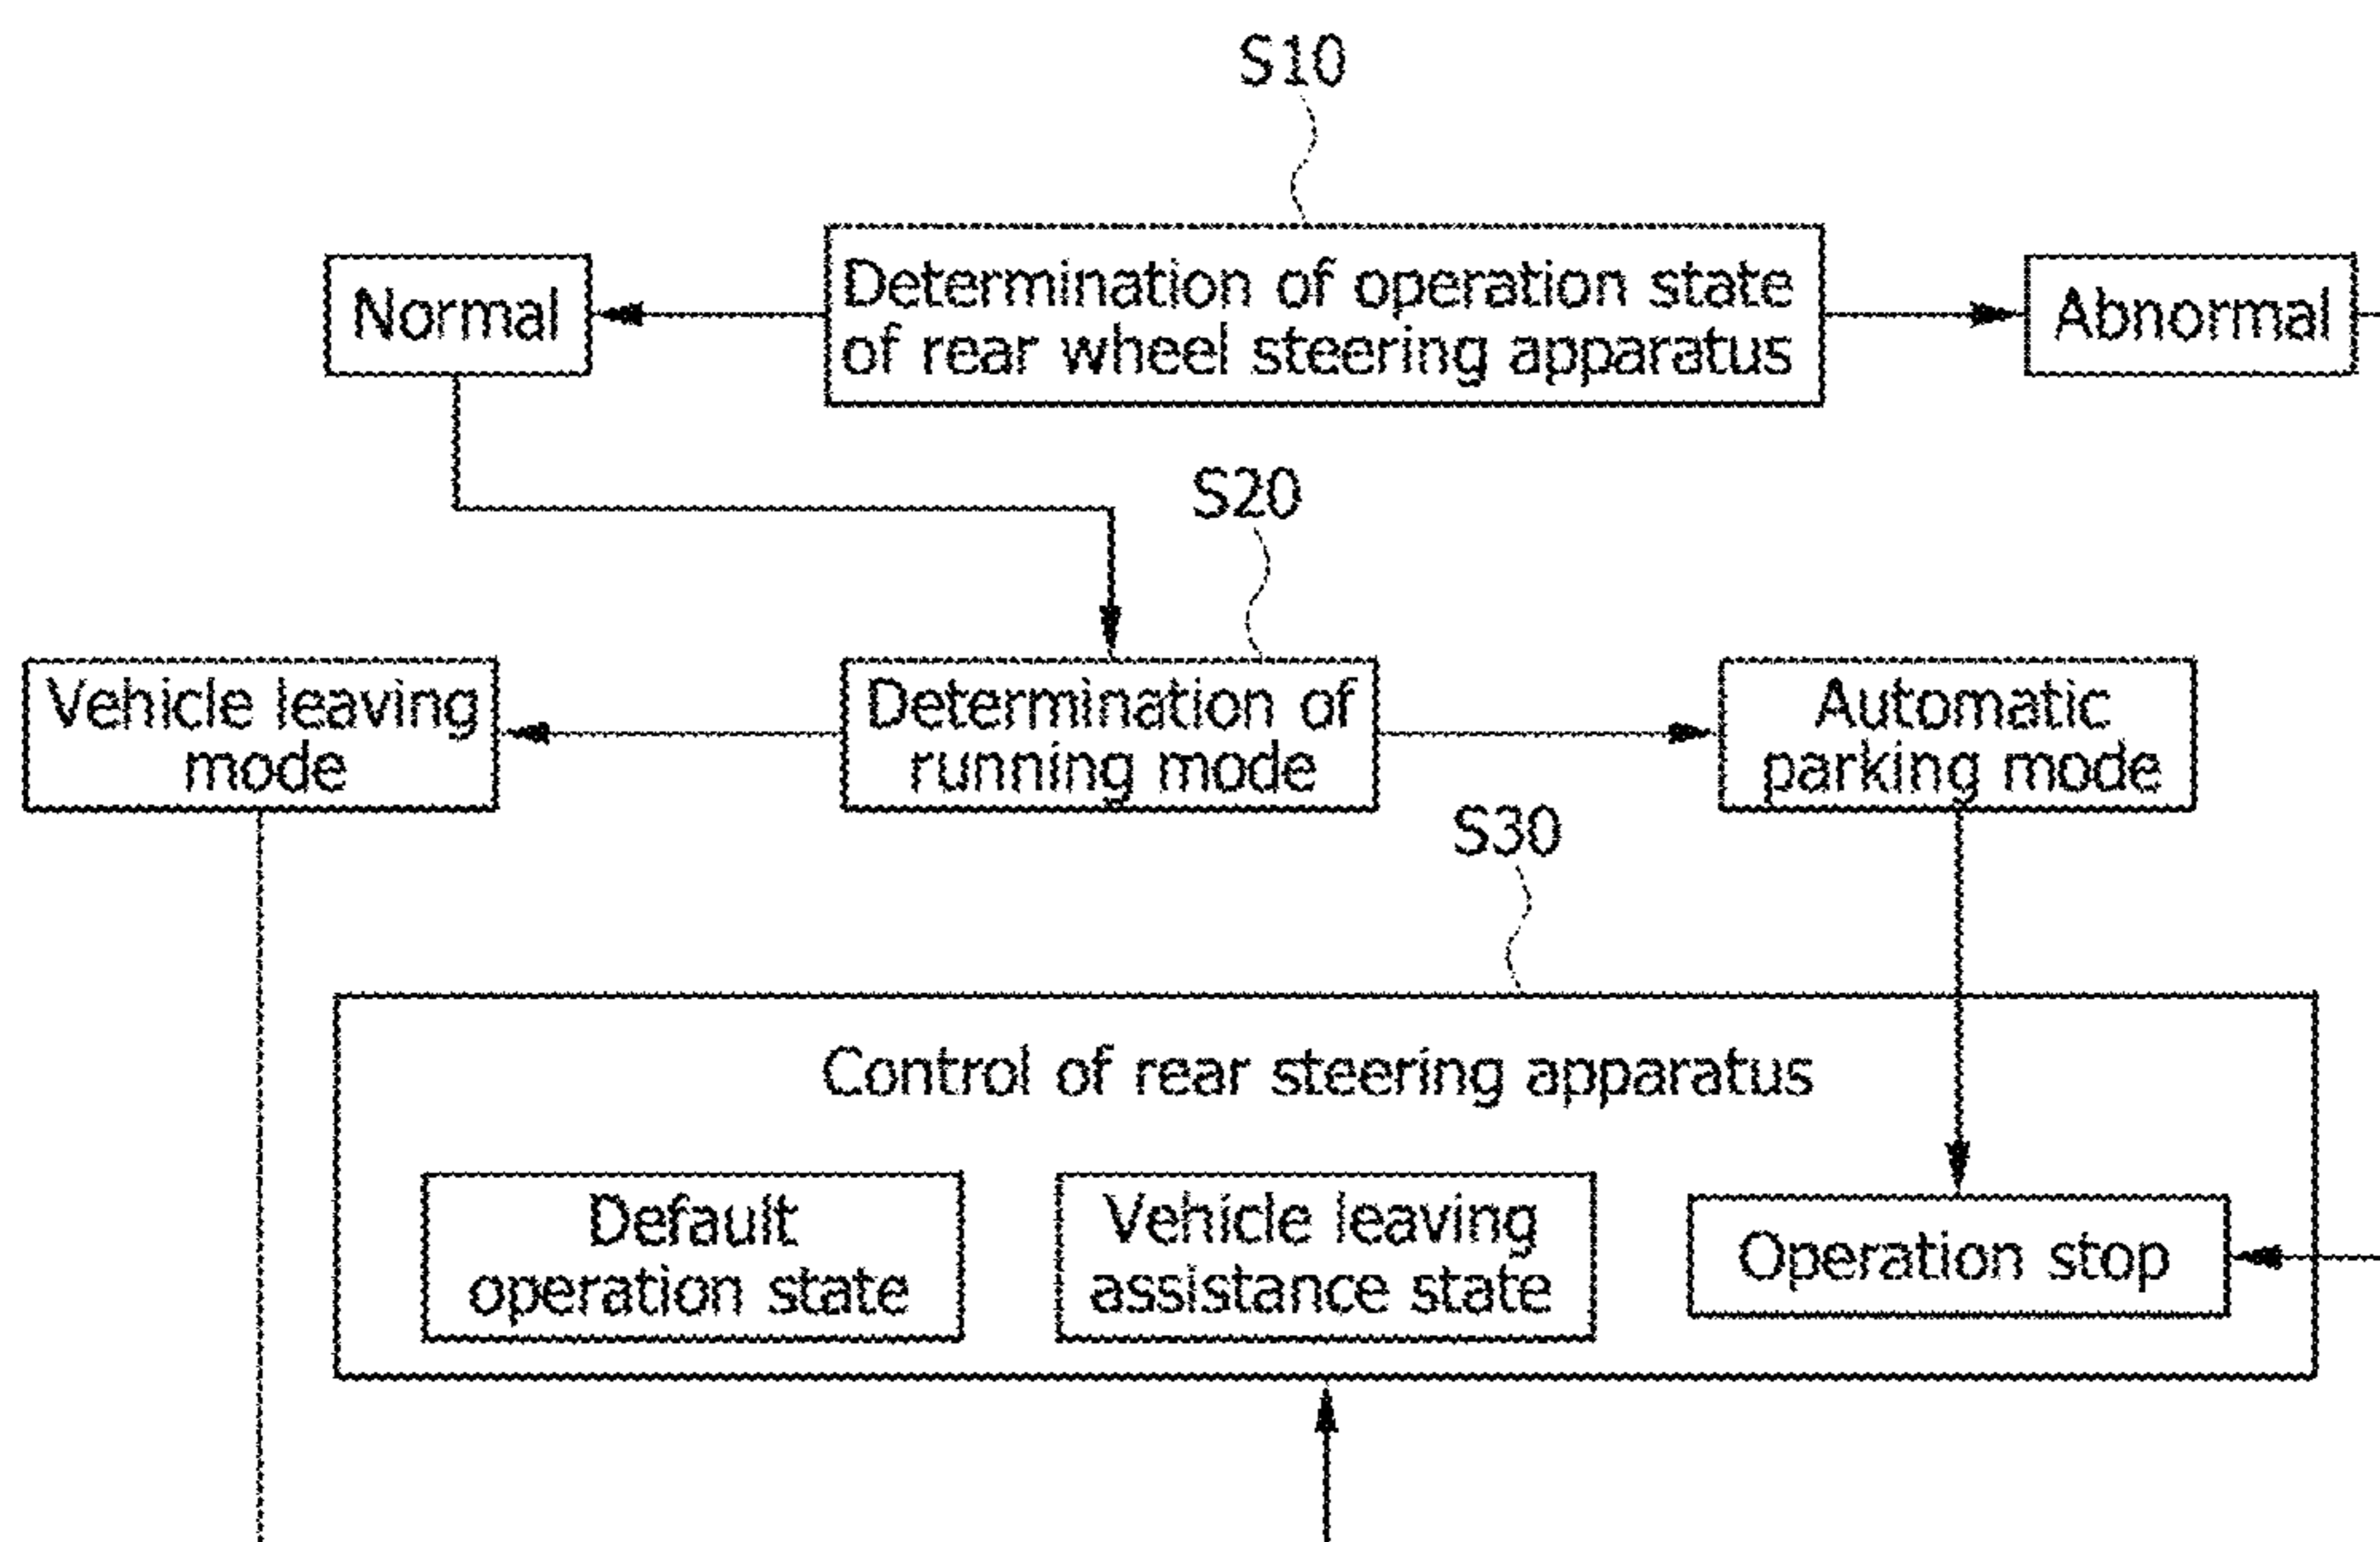 S10
Normal
Determination of operation state
of rear wheel steering apparatus
Abnormal
S20
Vehicle leaving
mode
Determination of
running mode
Automatic
parking mode
S30
Control of rear steering apparatus
Default
operation state
Vehicle leaving
assistance state
Operation stop